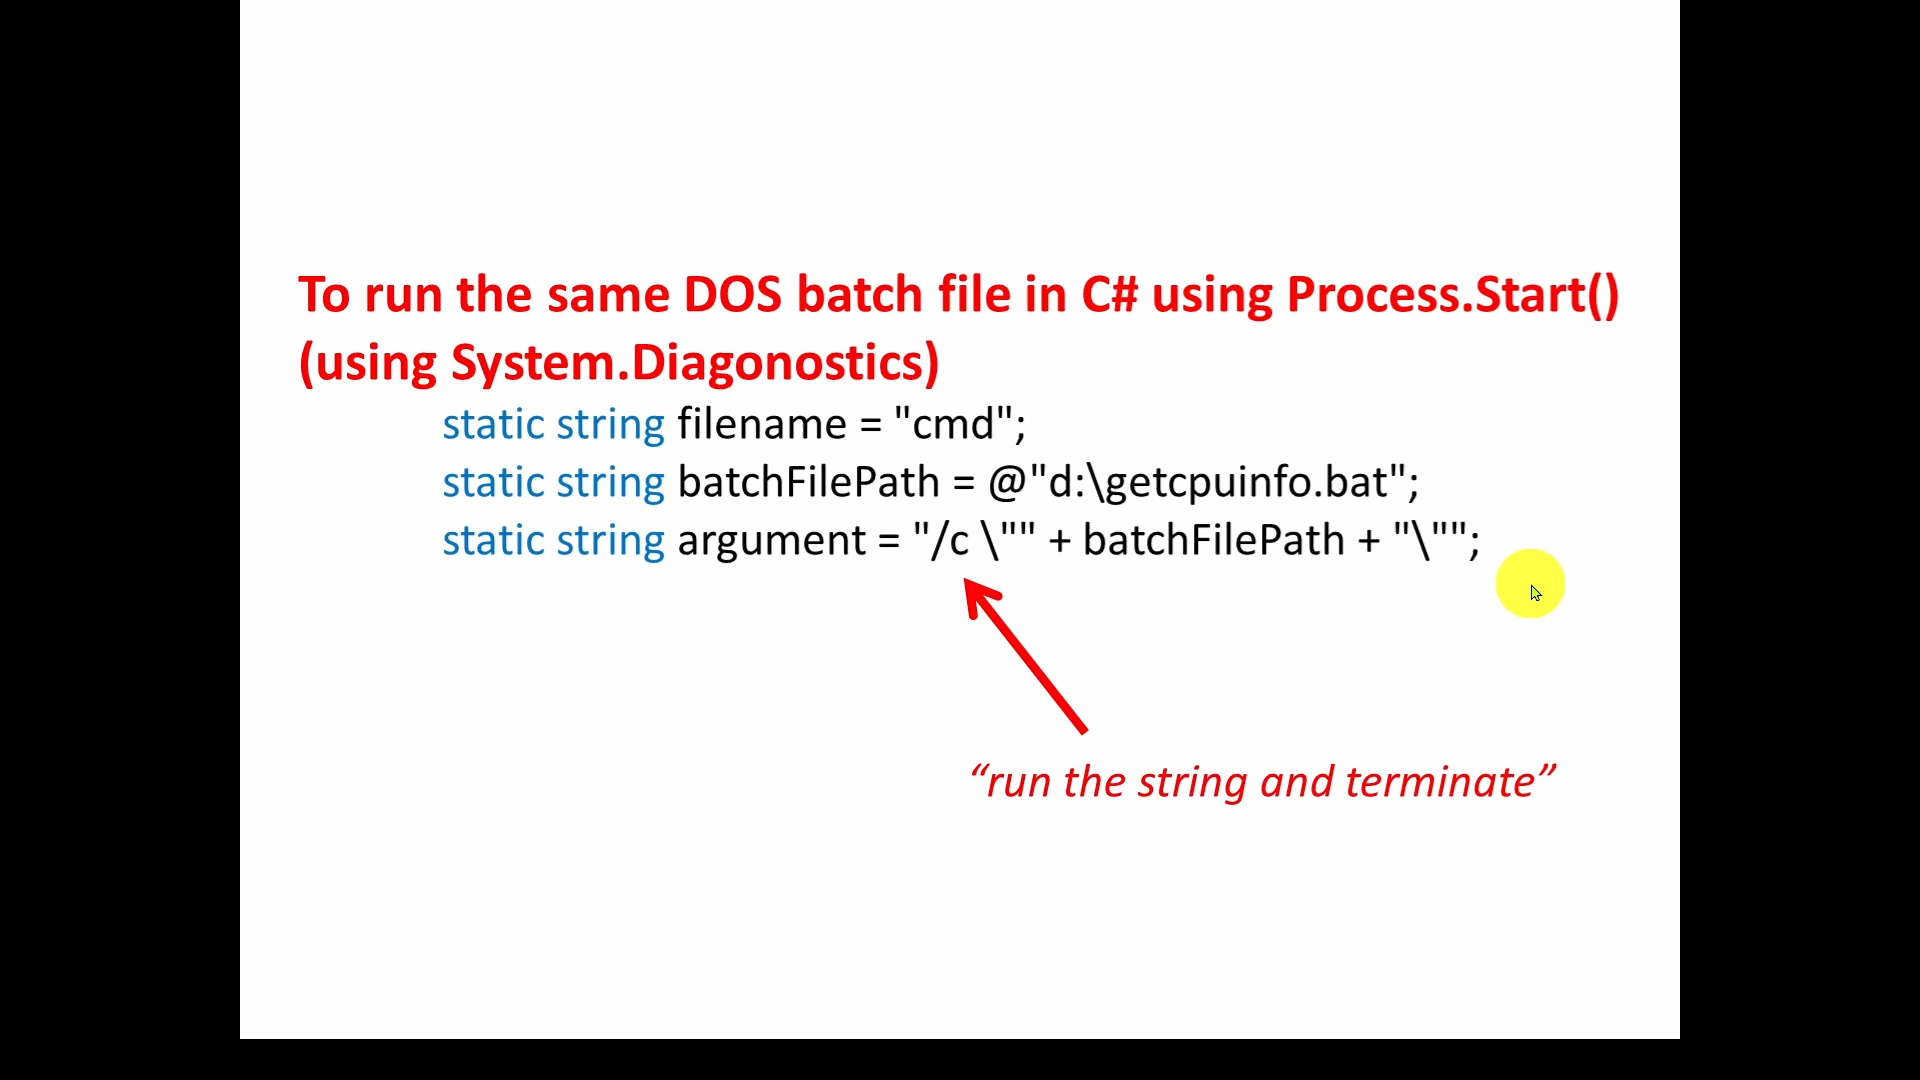 To run the same DOS batch file in C# using Process.Start()
(using System.Diagonostics)
static string filename = "cmd";
static string batchFilePath = @"d:\getcpuinfo.bat";
static string argument = "/c \"" + batchFilePath + "\"";
“run the string and terminate”